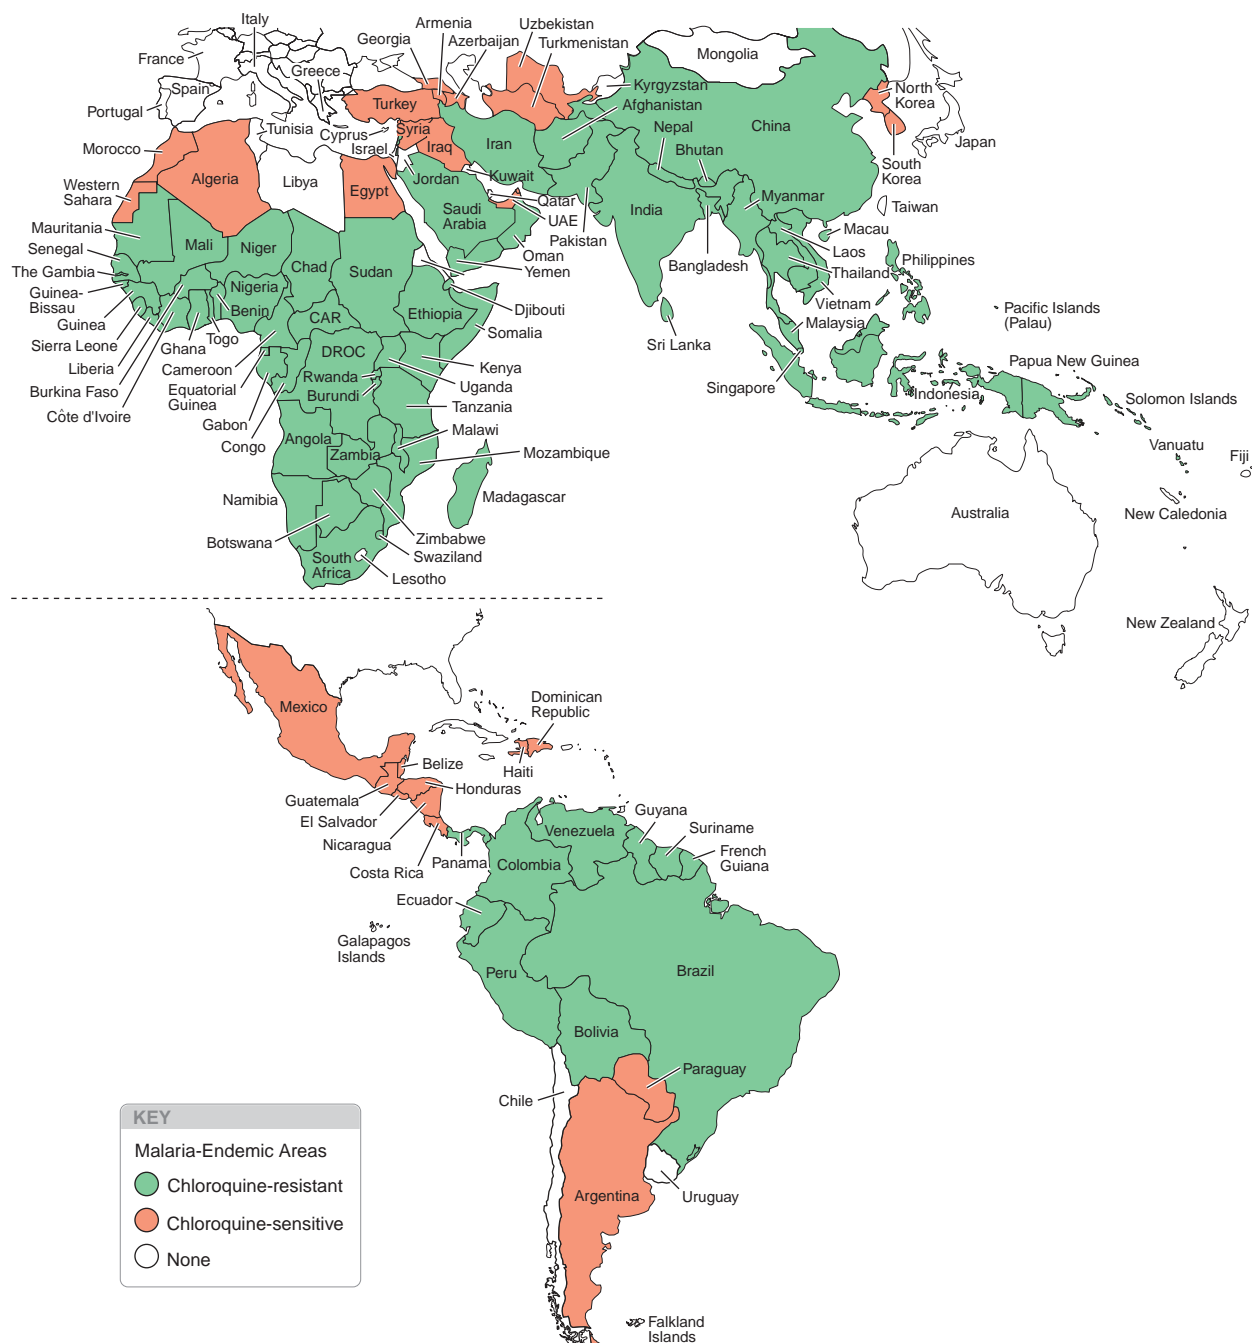 Italy
Armenia
Uzbekistan
Georgia
Azerbaijan
Turkmenistan
France
Mongolia
Greece
Spain
Kyrgyzstan
North
Korea
Portugal
Turkey
Afghanistan
Tunisia
Cyprus
Syria
Nepal
China
Israel
Iraq
Iran
Bhutan
Japan
Morocco
South
Korea
Algeria
Libya
Egypt
Jordan
Kuwait
Western
Sahara
Myanmar
Qatar
Taiwan
Saudi
Arabia
UAE
India
Mauritania
Pakistan
Macau
Senegal
Mali
Niger
Oman
Laos
The Gambia
Chad
Sudan
Yemen
Bangladesh
Thailand
Philippines
Guinea-
Bissau
Nigeria
Vietnam
Guinea
Benin
CAR
Ethiopia
Djibouti
Pacific Islands
(Palau)
Sierra Leone
Togo
Somalia
Malaysia
Ghana
DROC
Sri Lanka
Liberia
Cameroon
Kenya
Papua New Guinea
Burkina Faso
Equatorial
Guinea
Rwanda
Uganda
Singapore
Indonesia
Côte d'Ivoire
Burundi
Tanzania
Solomon Islands
Gabon
Congo
Angola
Malawi
Zambia
Mozambique
Vanuatu
Fiji
Namibia
Madagascar
Australia
New Caledonia
Botswana
Zimbabwe
Swaziland
South
Africa
Lesotho
New Zealand
Mexico
Dominican
Republic
Belize
Haiti
Guatemala
Honduras
El Salvador
Guyana
Nicaragua
Venezuela
Suriname
Costa Rica
Panama
Colombia
French
Guiana
Ecuador
Galapagos
Islands
Peru
Brazil
Bolivia
Paraguay
Chile
Argentina
Uruguay
Falkland
Islands
KEY
Malaria-Endemic Areas
Chloroquine-resistant
Chloroquine-sensitive
None